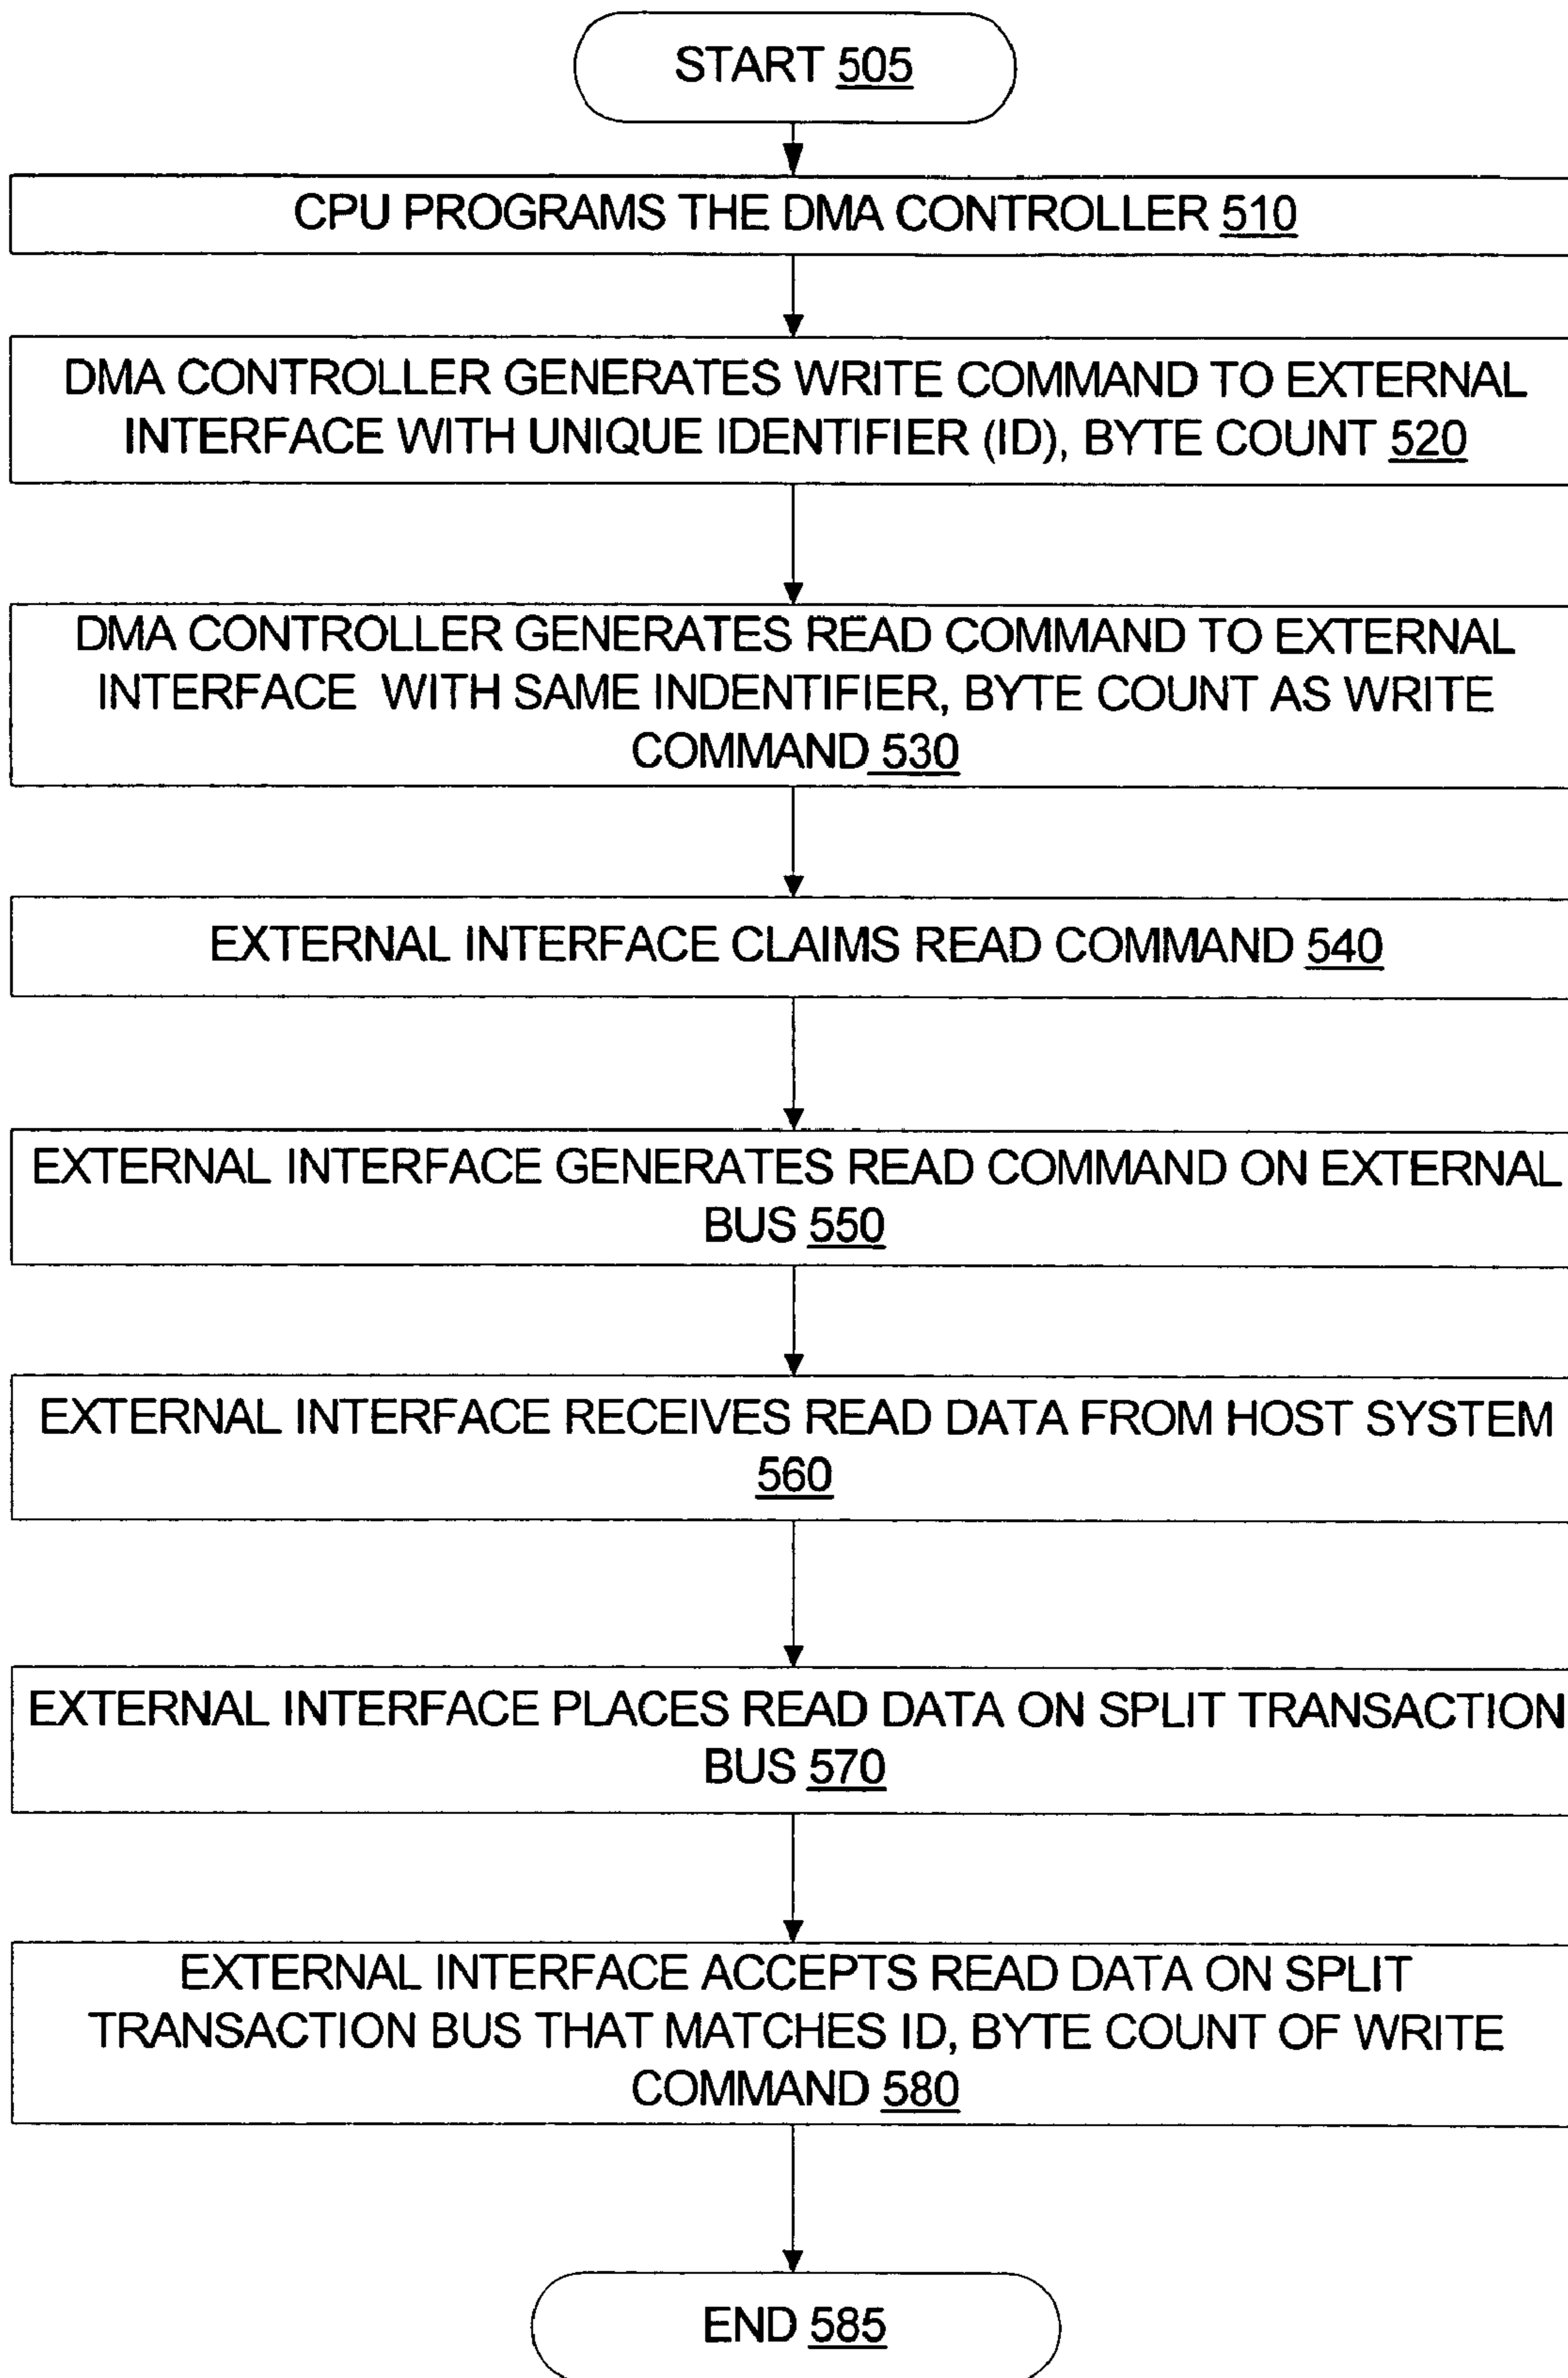 START 505
CPU PROGRAMS THE DMA CONTROLLER 510
DMA CONTROLLER GENERATES WRITE COMMAND TO EXTERNAL
INTERFACE WITH UNIQUE IDENTIFIER (ID), BYTE COUNT 520
DMA CONTROLLER GENERATES READ COMMAND TO EXTERNAL
INTERFACE WITH SAME INDENTIFIER, BYTE COUNT AS WRITE
COMMAND 530
EXTERNAL INTERFACE CLAIMS READ COMMAND 540
EXTERNAL INTERFACE GENERATES READ COMMAND ON EXTERNAL
BUS 550
EXTERNAL INTERFACE RECEIVES READ DATA FROM HOST SYSTEM
560
EXTERNAL INTERFACE PLACES READ DATA ON SPLIT TRANSACTION
BUS 570
EXTERNAL INTERFACE ACCEPTS READ DATA ON SPLIT
TRANSACTION BUS THAT MATCHES ID, BYTE COUNT OF WRITE
COMMAND 580
END 585